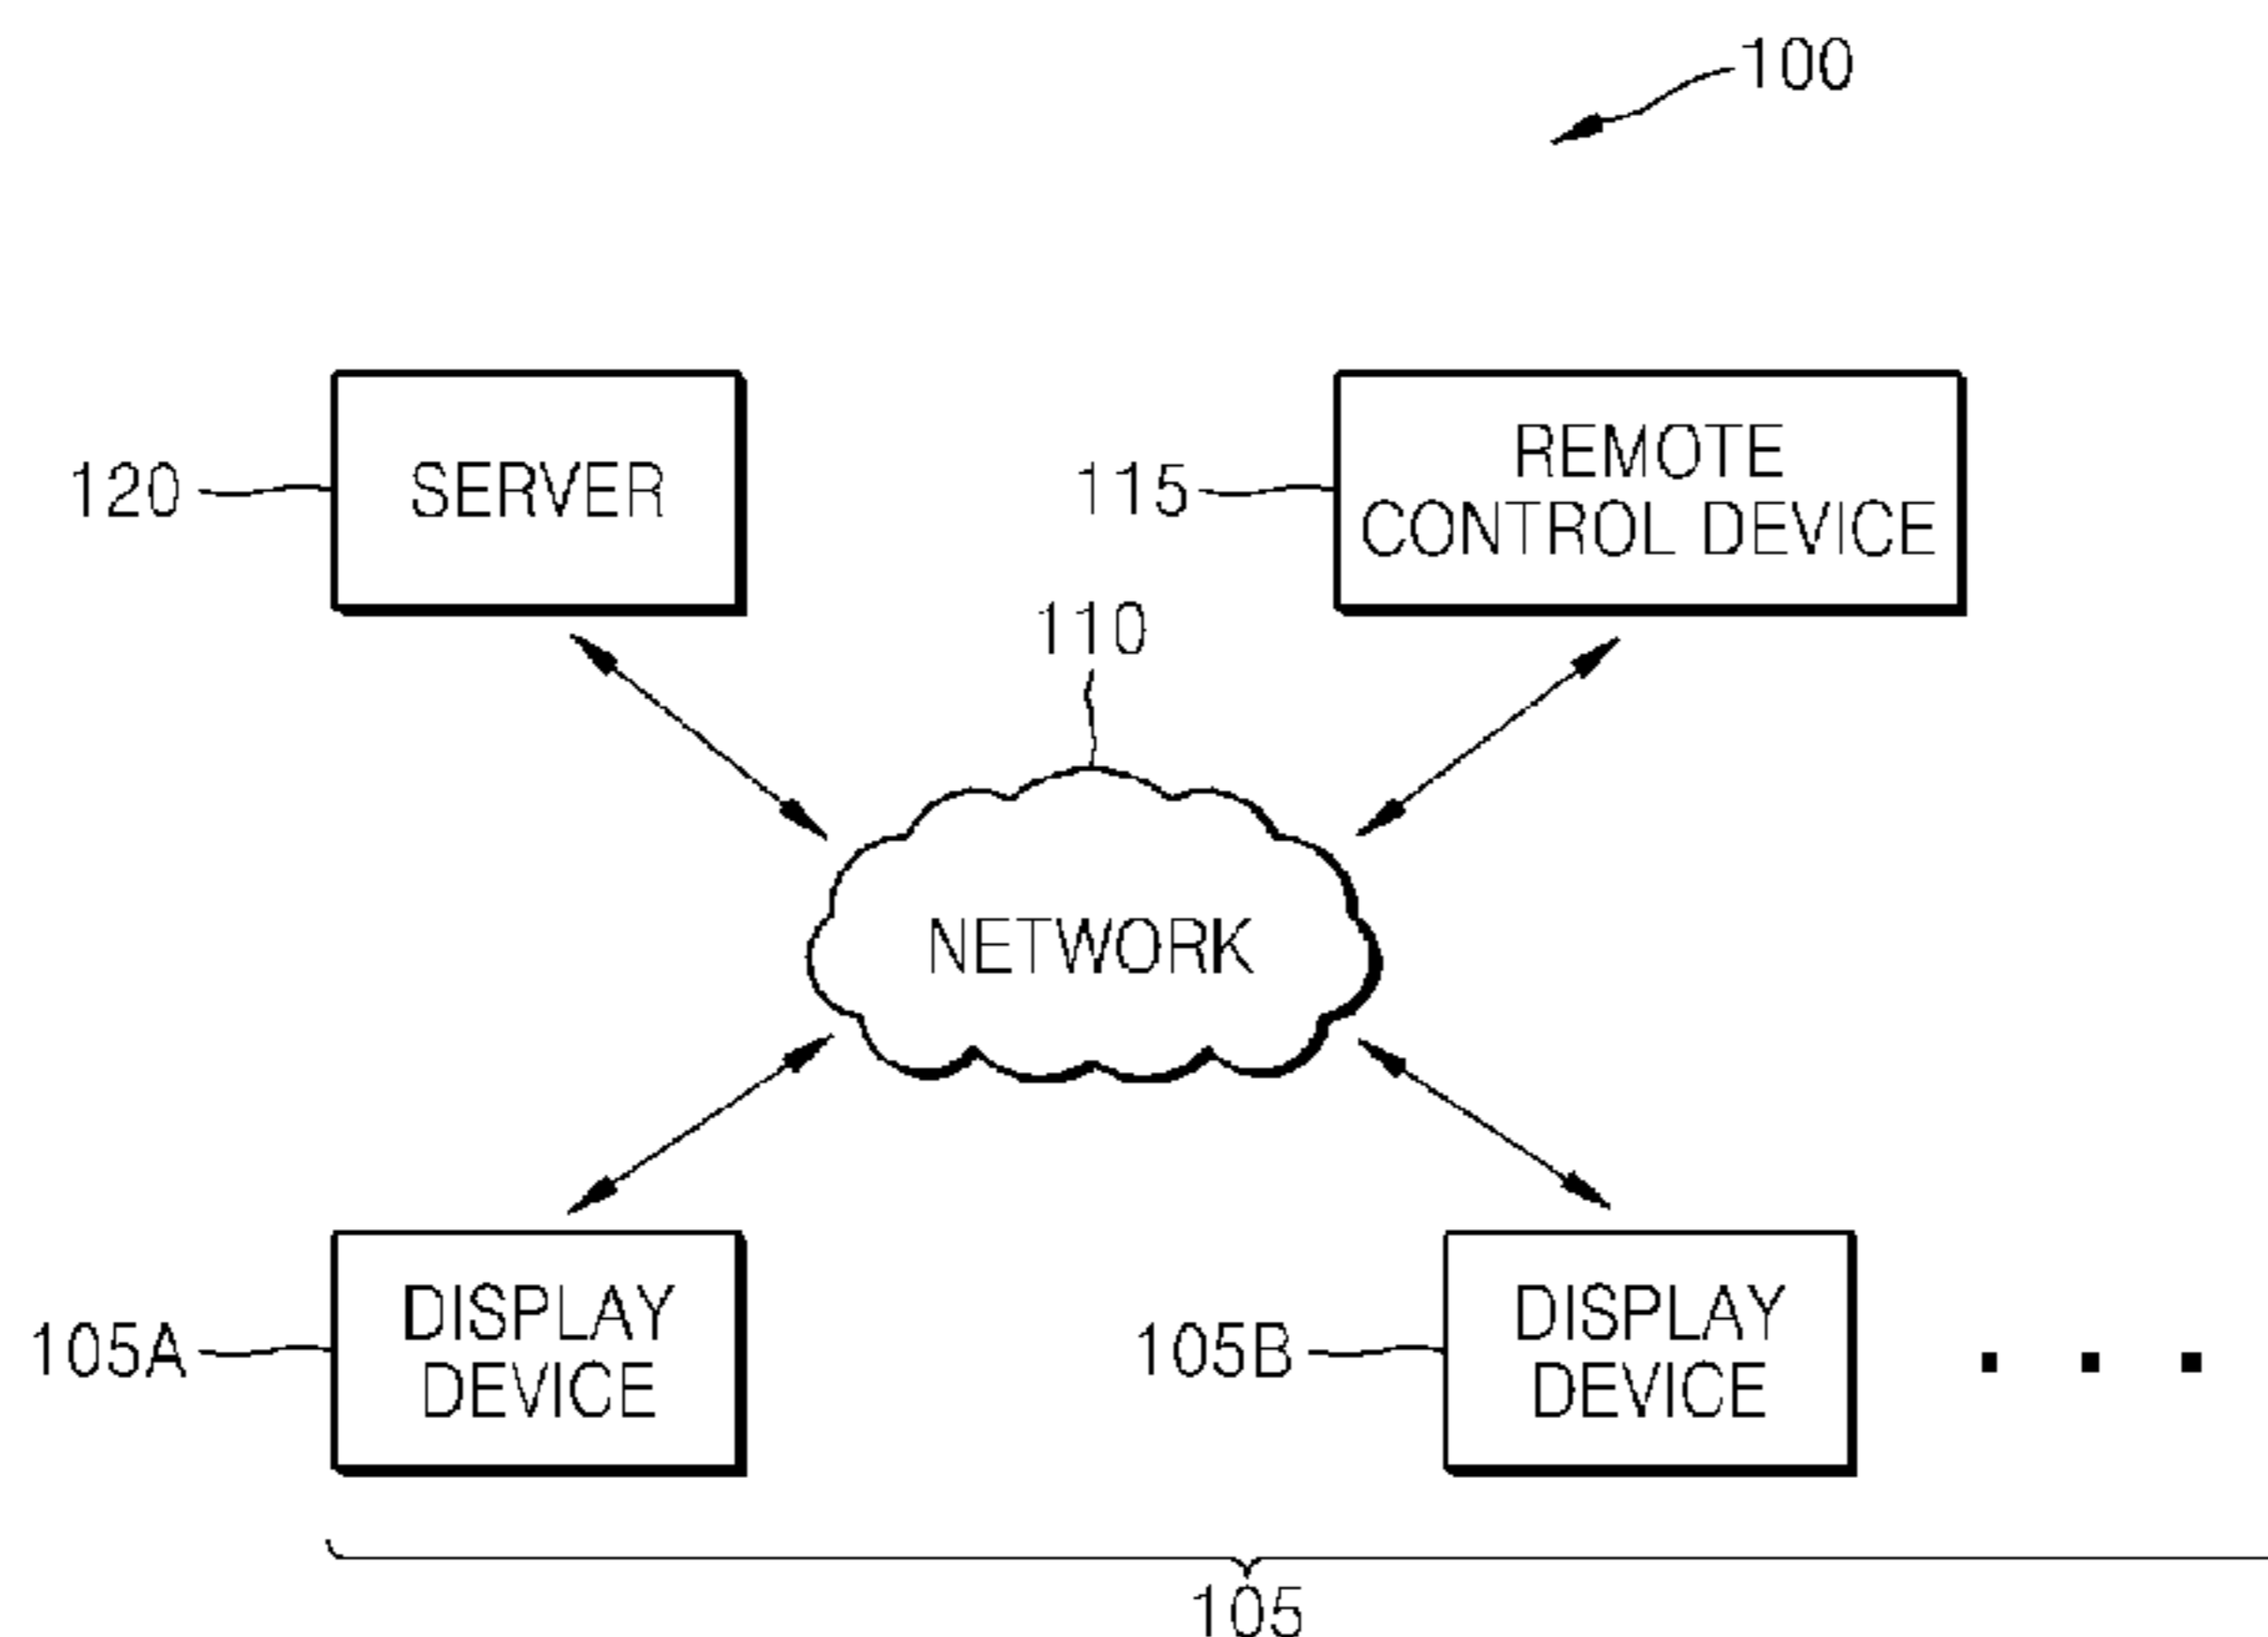 100
120
SERVER
115
REMOTE
CONTROL DEVICE
110
NETWORK
105A
DISPLAY
DEVICE
105B
DISPLAY
DEVICE
. . .
105